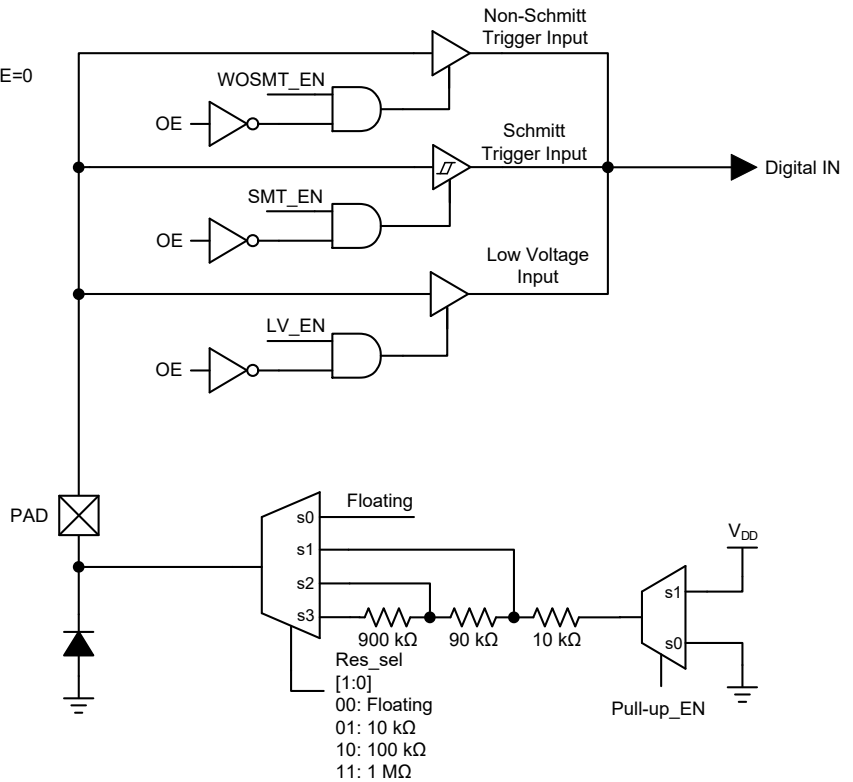 Non-Schmitt
Trigger Input
E=0
WOSMT_EN
OE
Schmitt
Trigger Input
Digital IN
SMT_EN
OE
Low Voltage
Input
LV_EN
OE
PAD
Floating
s0
s1
s2
s3
900 kΩ
90 kΩ
10 kΩ
VDD
s1
s0
Pull-up_EN
Res_sel
[1:0]
00: Floating
01: 10 kΩ
10: 100 kΩ
11: 1 MΩ